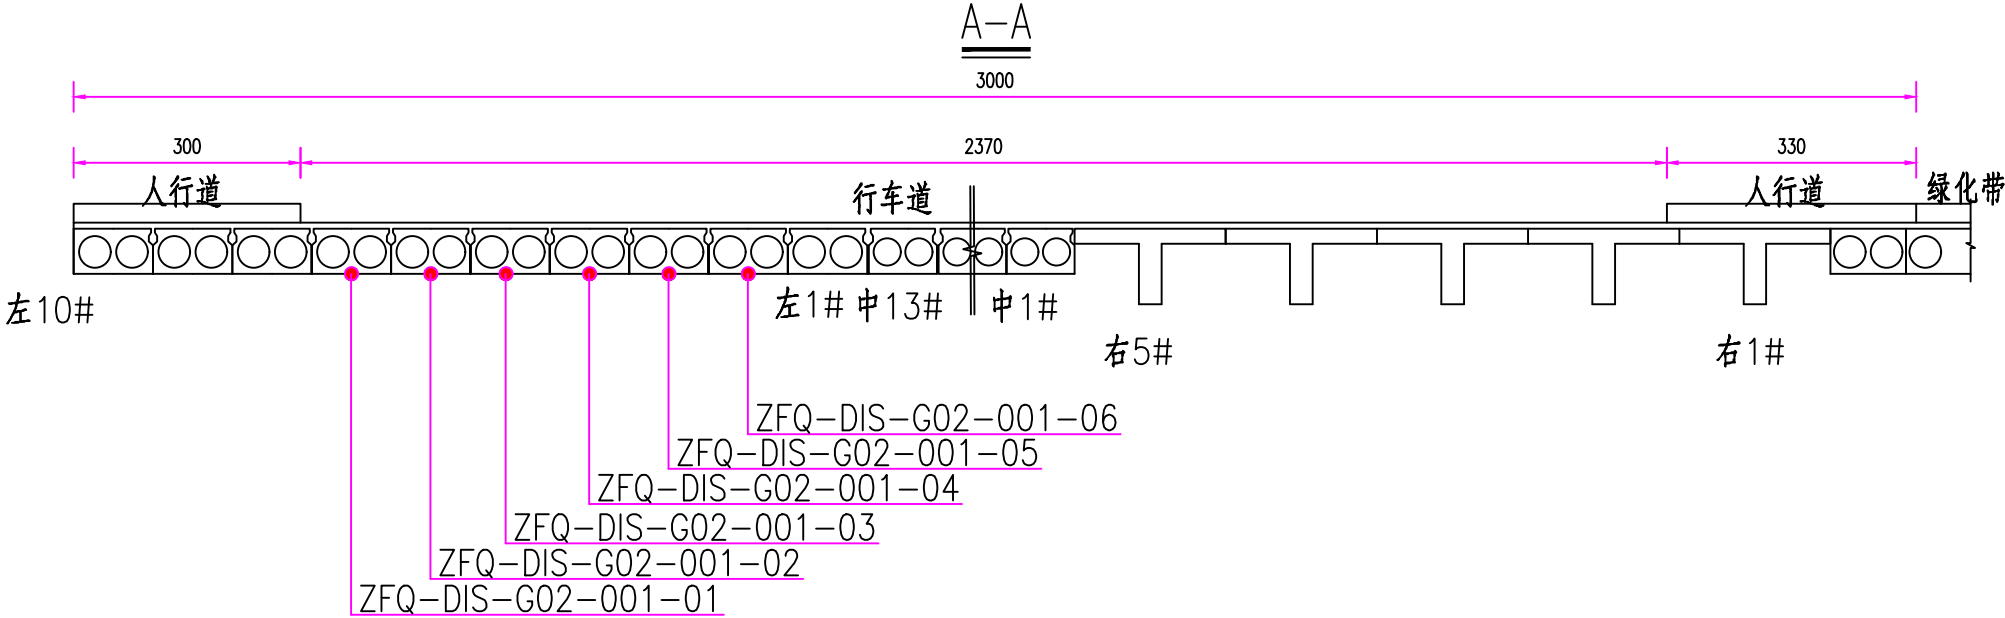 A-A
3000
300
2370
330
人行道
行车道
人行道
绿化带
左10#
左1#
中13#
中1#
右5#
右1#
ZFQ-DIS-G02-001-06
ZFQ-DIS-G02-001-05
ZFQ-DIS-G02-001-04
ZFQ-DIS-G02-001-03
ZFQ-DIS-G02-001-02
ZFQ-DIS-G02-001-01